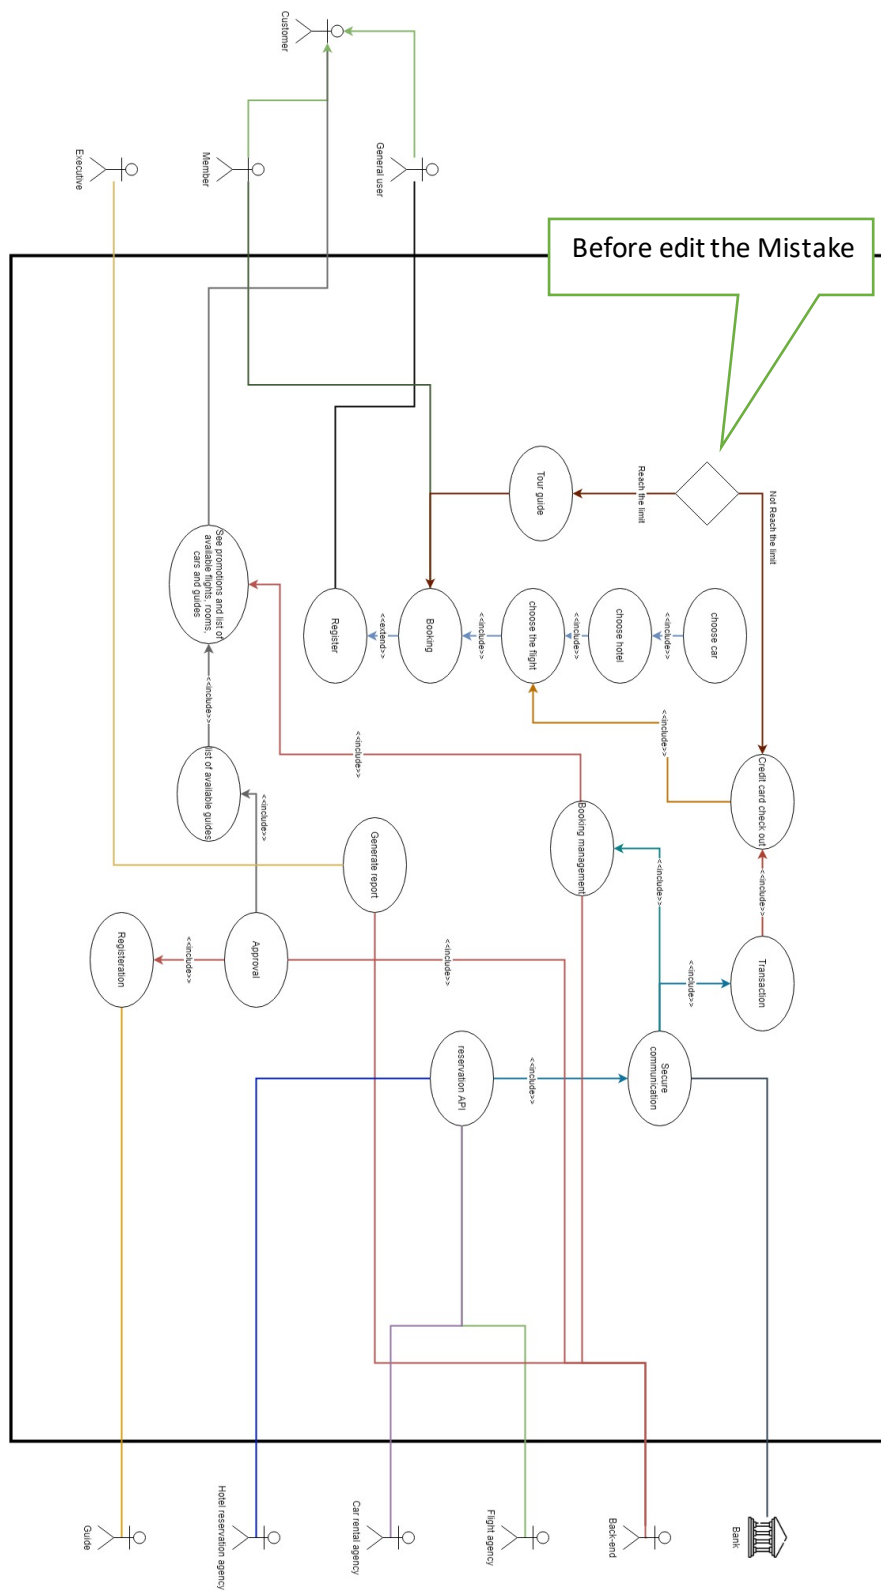 Before edit the Mistake
Customer
General user
Member
Executive
Not Reach the limit
Reach the limit
Tour guide
choose car
<<include>>
choose hotel
<<include>>
choose the flight
<<include>>
Booking
<<extend>>
Register
See promotions and list of
available flights, rooms,
cars and guides
<<include>>
<<include>>
<<include>>
Credit card check out
list of available guides
<<include>>
Booking management
Generate report
<<include>>
<<include>>
Transaction
<<include>>
<<include>>
Approval
<<include>>
Registeration
Secure
communication
<<include>>
reservation API
Bank
Back-end
Flight agency
Car rental agency
Hotel reservation agency
Guide